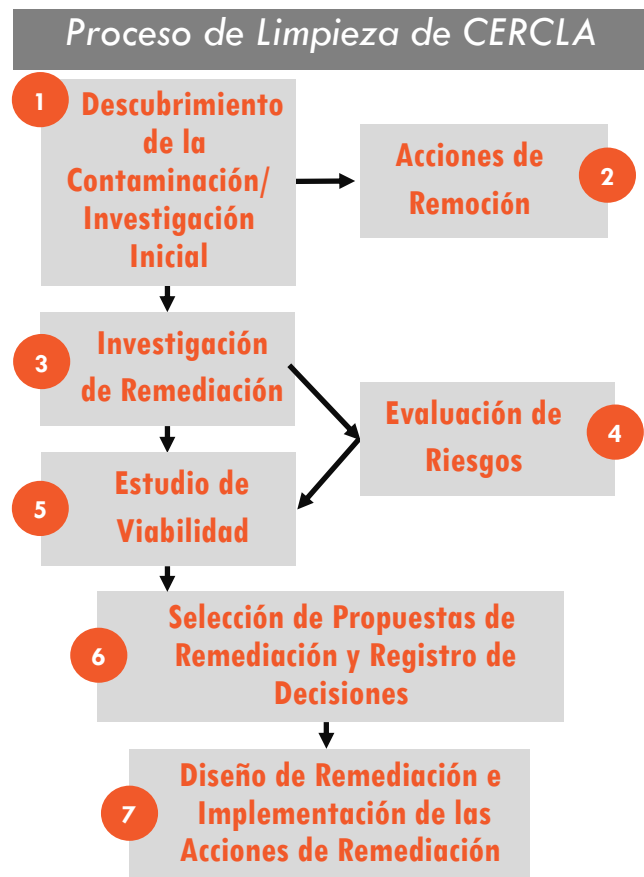 Proceso de Limpieza de CERCLA
1
Descubrimiento
de la
Contaminación/
Investigación
Inicial
Acciones de
Remoción
2
3
Investigación
de Remediación
Evaluación de
Riesgos
4
5
Estudio de
Viabilidad
6
Selección de Propuestas de
Remediación y Registro de
Decisiones
7
Diseño de Remediación e
Implementación de las
Acciones de Remediación